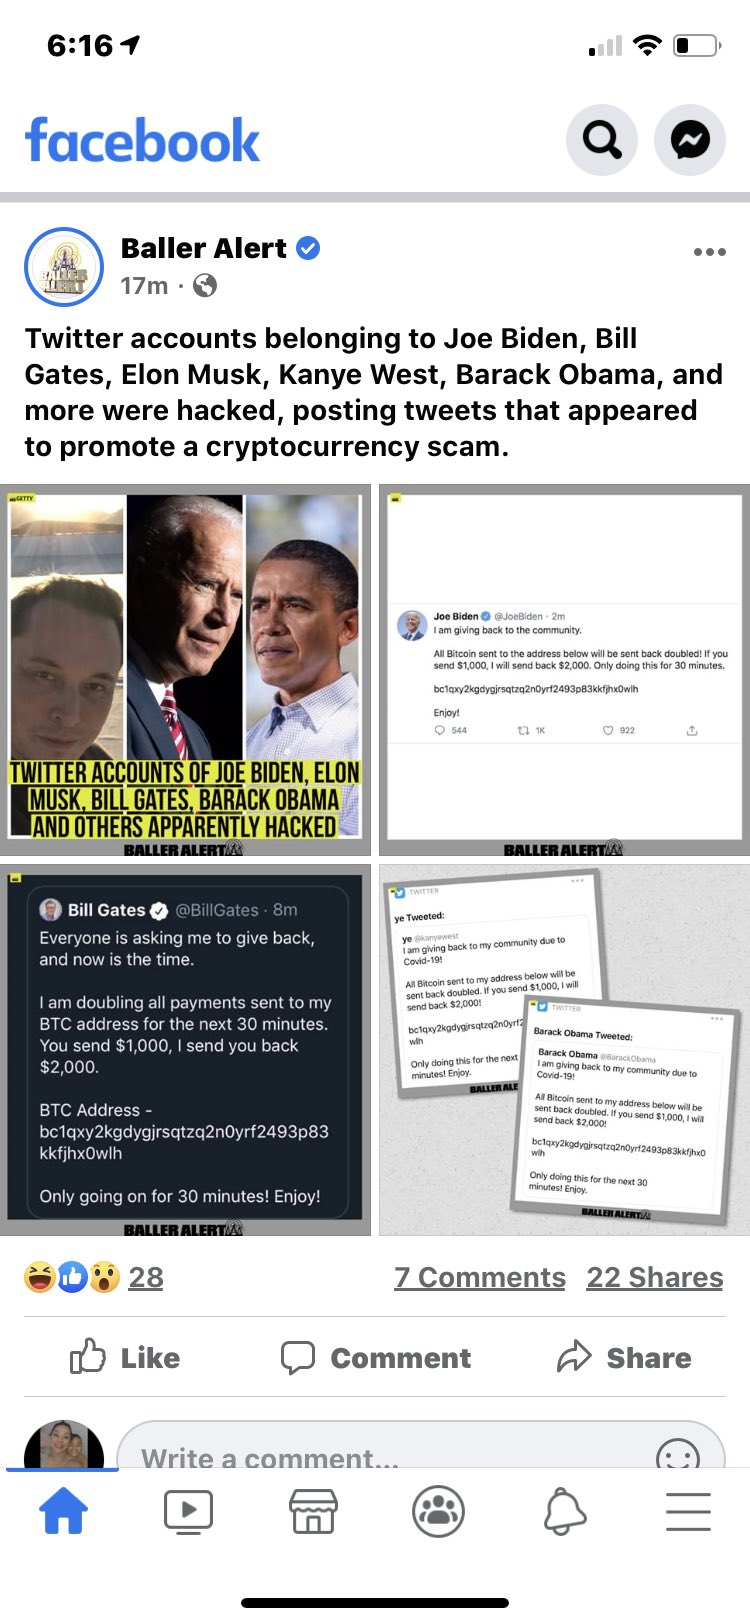 6:16
facebook
Baller Alert
17m ·
Twitter accounts belonging to Joe Biden, Bill
Gates, Elon Musk, Kanye West, Barack Obama, and
more were hacked, posting tweets that appeared
to promote a cryptocurrency scam.
GETTY
BALLER ALERT
TWITTER ACCOUNTS OF JOE BIDEN, ELON
MUSK, BILL GATES, BARACK OBAMA
AND OTHERS APPARENTLY HACKED
BALLER ALERT
Joe Biden @JoeBiden · 2m
I am giving back to the community.
All Bitcoin sent to the address below will be sent back doubled! If you
send $1,000, I will send back $2,000. Only doing this for 30 minutes.
bc1qxy2kgdygjrsqtzq2n0yrf2493p83kkfjhx0wlh
Enjoy!
544 1K 922
BALLER ALERT
Bill Gates @BillGates · 8m
Everyone is asking me to give back,
and now is the time.
I am doubling all payments sent to my
BTC address for the next 30 minutes.
You send $1,000, I send you back
$2,000.
BTC Address -
bc1qxy2kgdygjrsqtzq2n0yrf2493p83
kkfjhx0wlh
Only going on for 30 minutes! Enjoy!
BALLER ALERT
TWITTER
ye Tweeted:
ye @kanyewest
I am giving back to my community due to
Covid-19!
All Bitcoin sent to my address below will be
sent back doubled. If you send $1,000, I will
send back $2,000!
bc1qxy2kgdygjrsqtzq2n0yrf2
wlh
Only doing this for the next
minutes! Enjoy.
BALLER ALE
TWITTER
Barack Obama Tweeted:
Barack Obama @BarackObama
I am giving back to my community due to
Covid-19!
All Bitcoin sent to my address below will be
sent back doubled. If you send $1,000, I will
send back $2,000!
bc1qxy2kgdygjrsqtzq2n0yrf2493p83kkfjhx0
wlh
Only doing this for the next 30
minutes! Enjoy.
BALLER ALERT
28
7 Comments 22 Shares
Like Comment Share
Write a comment...